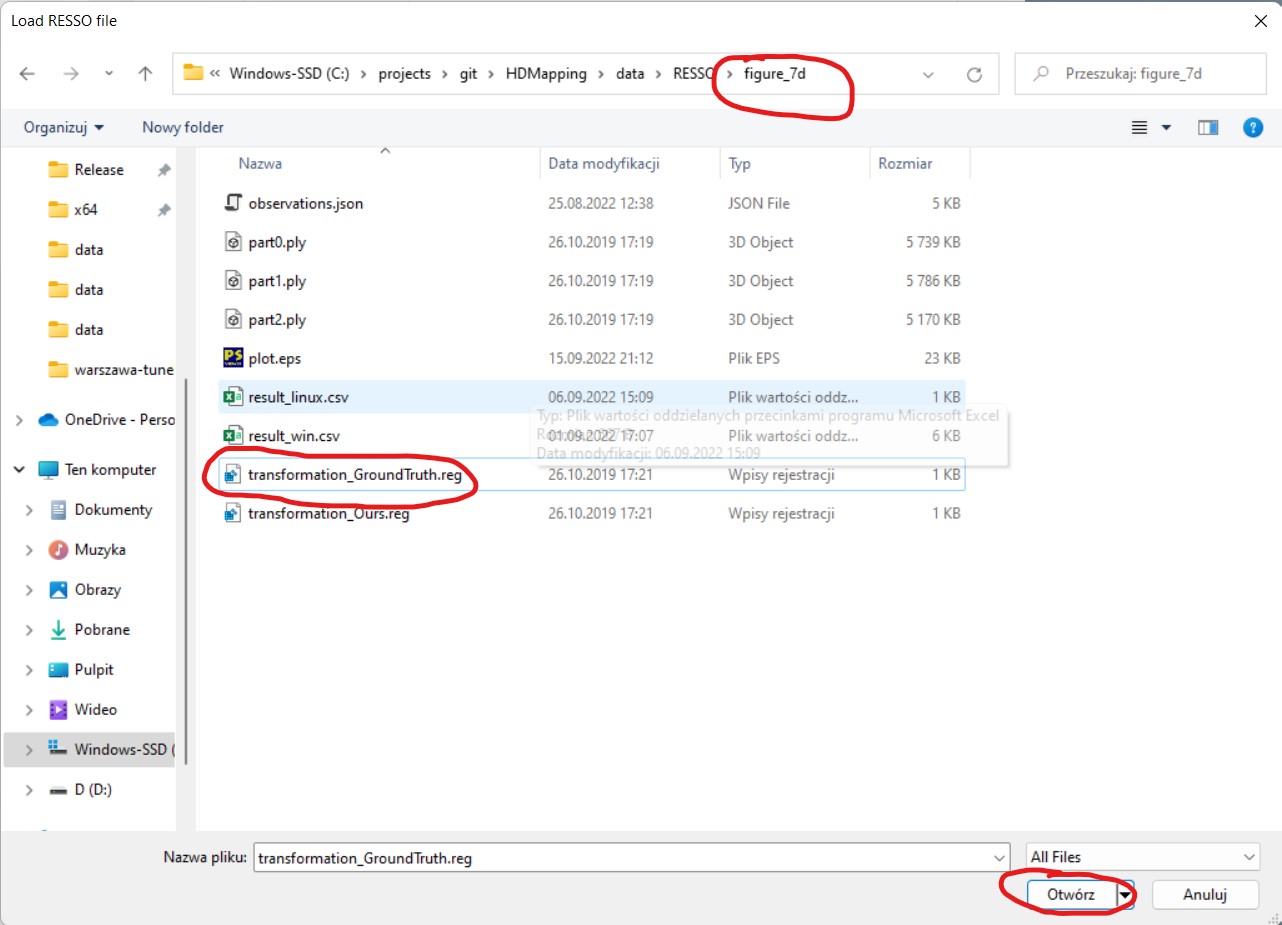 Load RESSO file
« Windows-SSD (C:) › projects › git › HDMapping › data › RESSO › figure_7d
Przeszukaj: figure_7d
Organizuj
Nowy folder
Nazwa
Data modyfikacji
Typ
Rozmiar
Release
x64
data
data
data
warszawa-tune
OneDrive - Perso
Ten komputer
Dokumenty
Muzyka
Obrazy
Pobrane
Pulpit
Wideo
Windows-SSD (
D (D:)
observations.json 25.08.2022 12:38 JSON File 5 KB
part0.ply 26.10.2019 17:19 3D Object 5 739 KB
part1.ply 26.10.2019 17:19 3D Object 5 786 KB
part2.ply 26.10.2019 17:19 3D Object 5 170 KB
plot.eps 15.09.2022 21:12 Plik EPS 23 KB
result_linux.csv 06.09.2022 15:09 Plik wartości oddz... 1 KB
Typ: Plik wartości oddzielanych przecinkami programu Microsoft Excel
result_win.csv 01.09.2022 17:07 Plik wartości oddz... 6 KB
Data modyfikacji: 06.09.2022 15:09
transformation_GroundTruth.reg 26.10.2019 17:21 Wpisy rejestracji 1 KB
transformation_Ours.reg 26.10.2019 17:21 Wpisy rejestracji 1 KB
Nazwa pliku: transformation_GroundTruth.reg
All Files
Otwórz
Anuluj